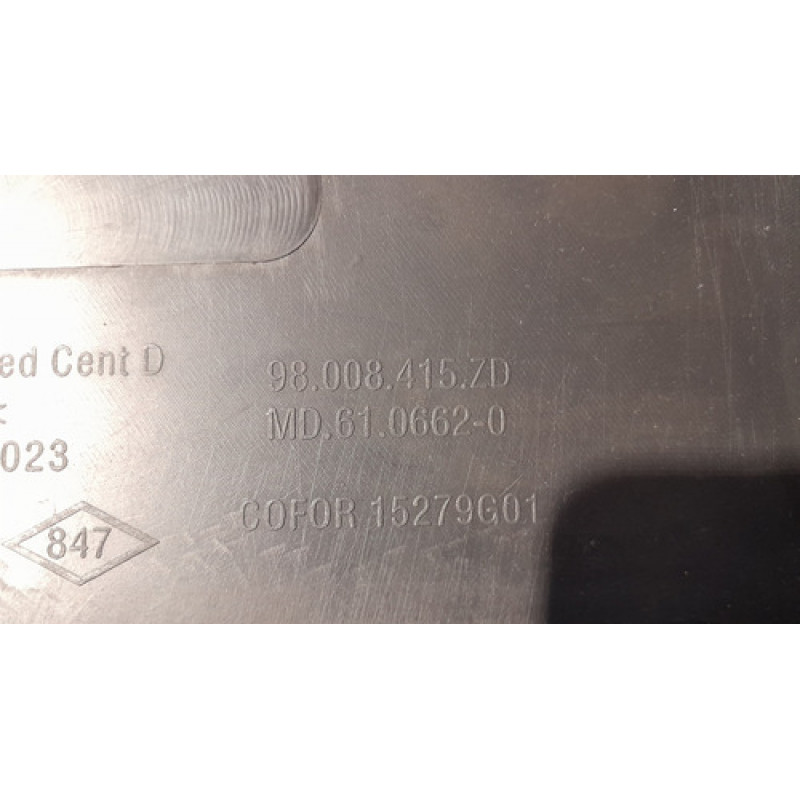 ed Cent D
98.008.415.ZD
MD.61.0662-0
023
COFOR 15279G01
847